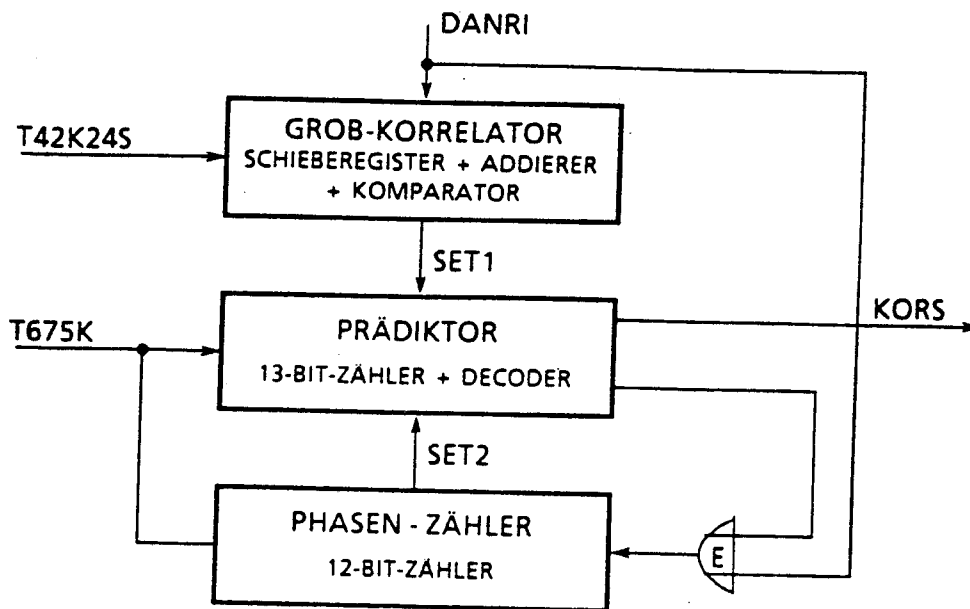 DANRI
T42K24S
GROB-KORRELATOR
SCHIEBEREGISTER + ADDIERER
+ KOMPARATOR
SET1
KORS
T675K
PRÄDIKTOR
13-BIT-ZÄHLER + DECODER
SET2
PHASEN - ZÄHLER
12-BIT-ZÄHLER
E